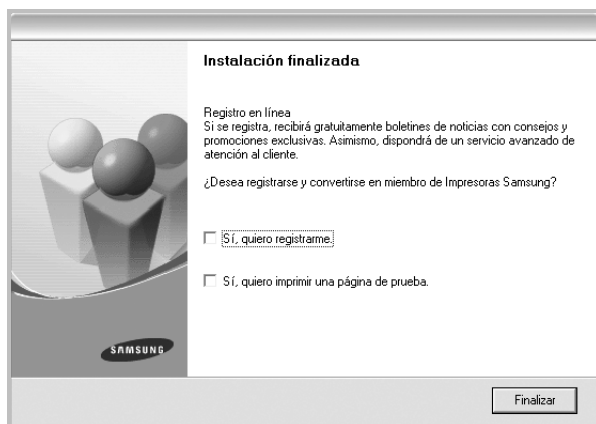 Instalación finalizada
Registro en línea
Si se registra, recibirá gratuitamente boletines de noticias con consejos y
promociones exclusivas. Asimismo, dispondrá de un servicio avanzado de
atención al cliente.
¿Desea registrarse y convertirse en miembro de Impresoras Samsung?
Sí, quiero registrarme.
Sí, quiero imprimir una página de prueba.
SAMSUNG
Finalizar